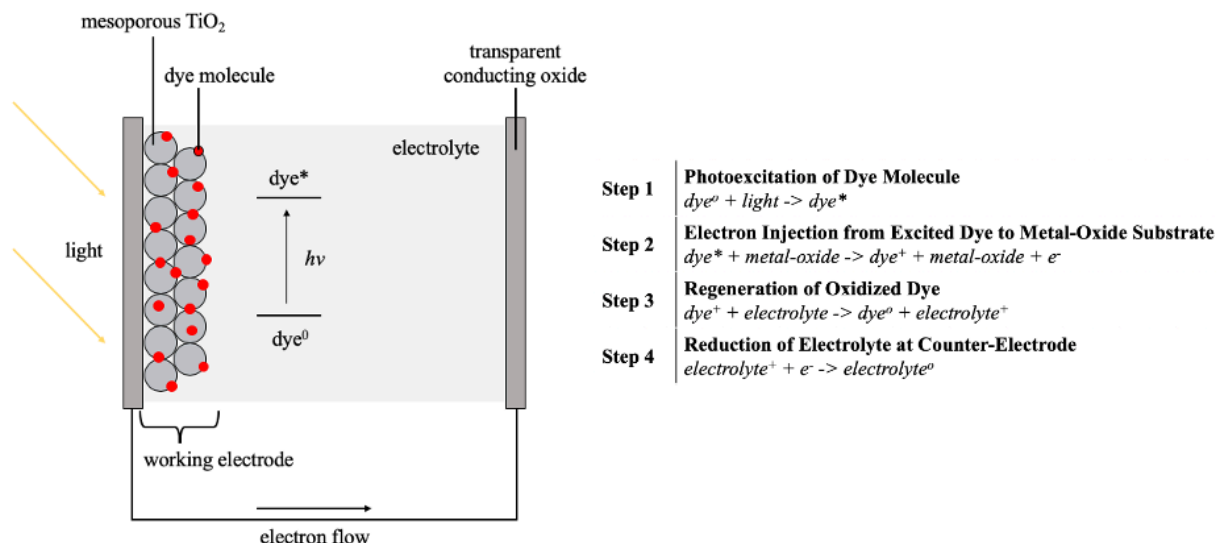 mesoporous TiO₂
dye molecule
transparent
conducting oxide
electrolyte
dye*
light
hν
dye⁰
working electrode
electron flow
Step 1
Photoexcitation of Dye Molecule
dyeº + light -> dye*
Step 2
Electron Injection from Excited Dye to Metal-Oxide Substrate
dye* + metal-oxide -> dye⁺ + metal-oxide + e⁻
Step 3
Regeneration of Oxidized Dye
dye⁺ + electrolyte -> dyeº + electrolyte⁺
Step 4
Reduction of Electrolyte at Counter-Electrode
electrolyte⁺ + e⁻ -> electrolyteº